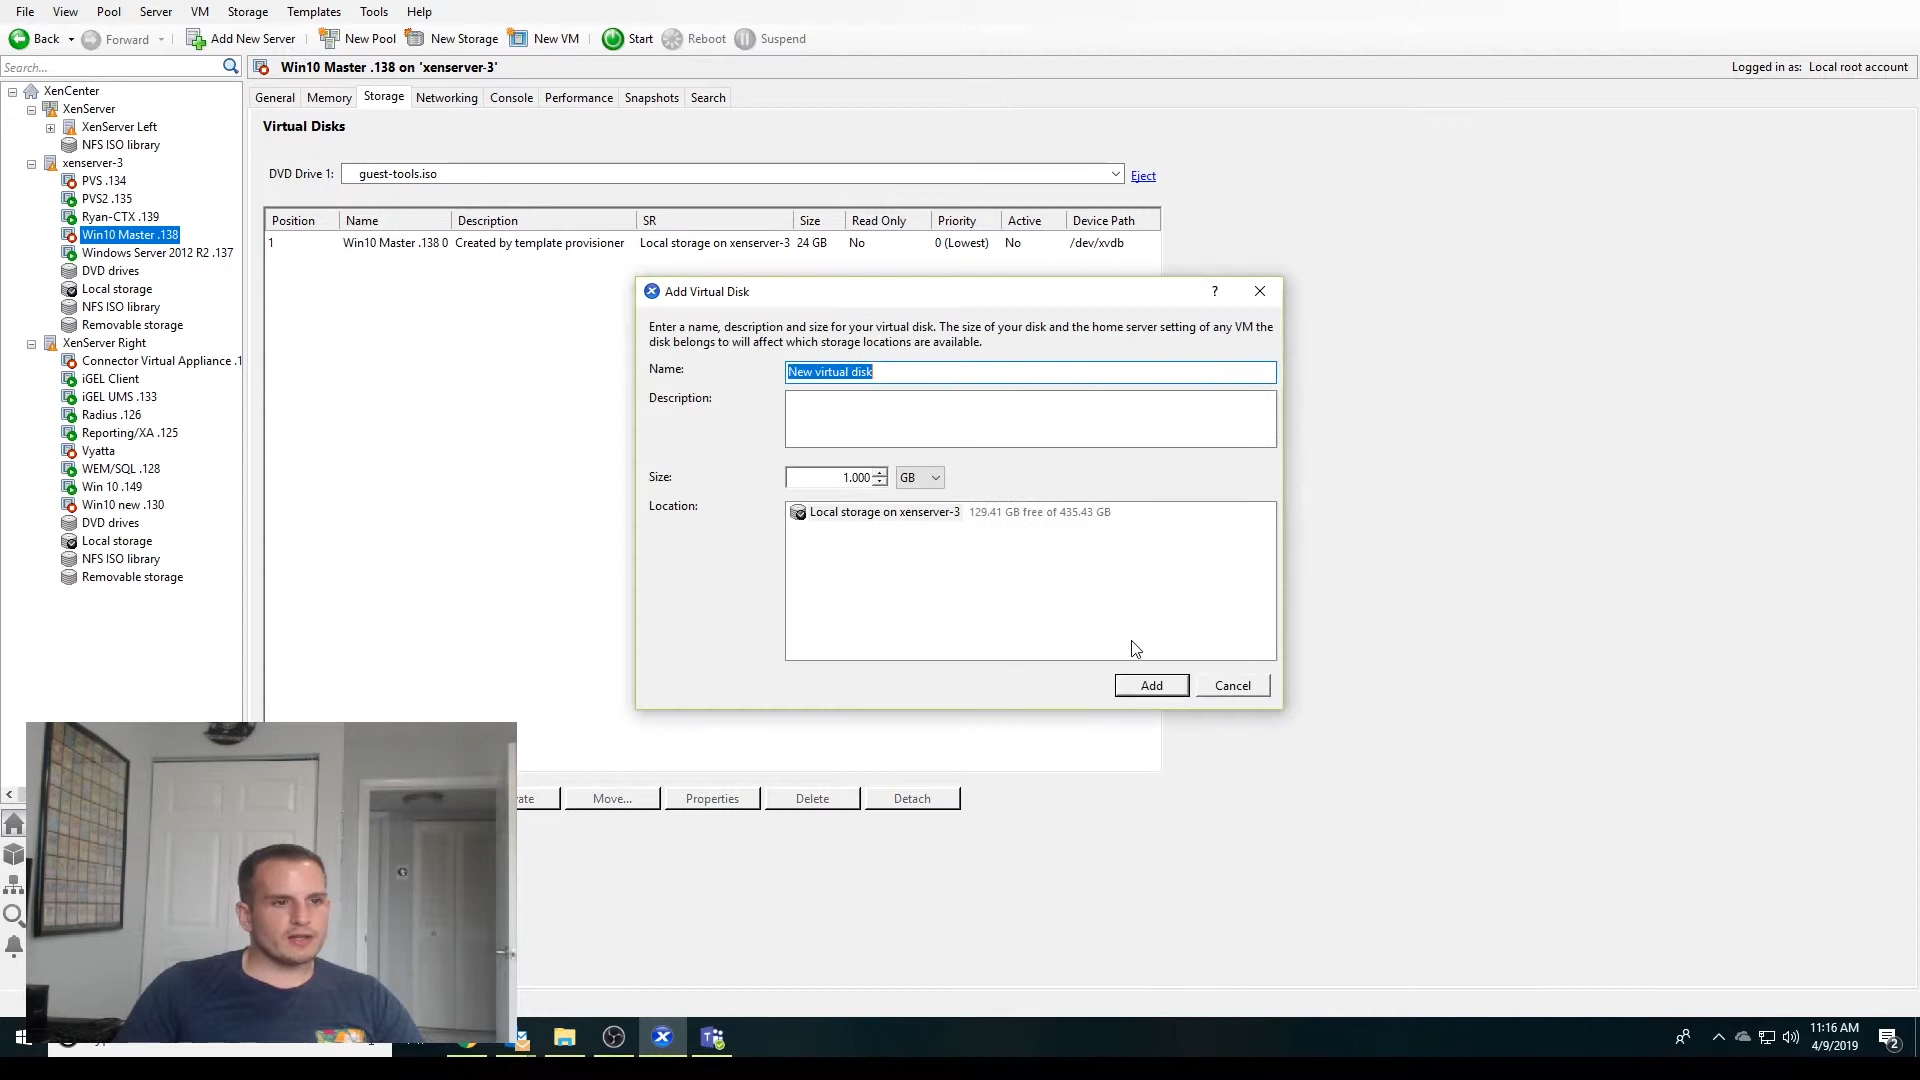 File View Pool Server VM Storage Templates Tools Help
Back Forward Add New Server New Pool New Storage New VM Start Reboot Suspend
Search...
Win10 Master .138 on 'xenserver-3'
Logged in as: Local root account
XenCenter
XenServer
XenServer Left
NFS ISO library
xenserver-3
PVS .134
PVS2 .135
Ryan-CTX .139
Win10 Master .138
Windows Server 2012 R2 .137
DVD drives
Local storage
NFS ISO library
Removable storage
XenServer Right
Connector Virtual Appliance .1
iGEL Client
iGEL UMS .133
Radius .126
Reporting/XA .125
Vyatta
WEM/SQL .128
Win 10 .149
Win10 new .130
DVD drives
Local storage
NFS ISO library
Removable storage
General Memory Storage Networking Console Performance Snapshots Search
Virtual Disks
DVD Drive 1: guest-tools.iso Eject
Position Name Description SR Size Read Only Priority Active Device Path
1 Win10 Master .138 0 Created by template provisioner Local storage on xenserver-3 24 GB No 0 (Lowest) No /dev/xvdb
Add Virtual Disk ?
Enter a name, description and size for your virtual disk. The size of your disk and the home server setting of any VM the
disk belongs to will affect which storage locations are available.
Name: New virtual disk
Description:
Size: 1.000 GB
Location: Local storage on xenserver-3 129.41 GB free of 435.43 GB
Add Cancel
Move... Properties Delete Detach
11:16 AM
4/9/2019
2